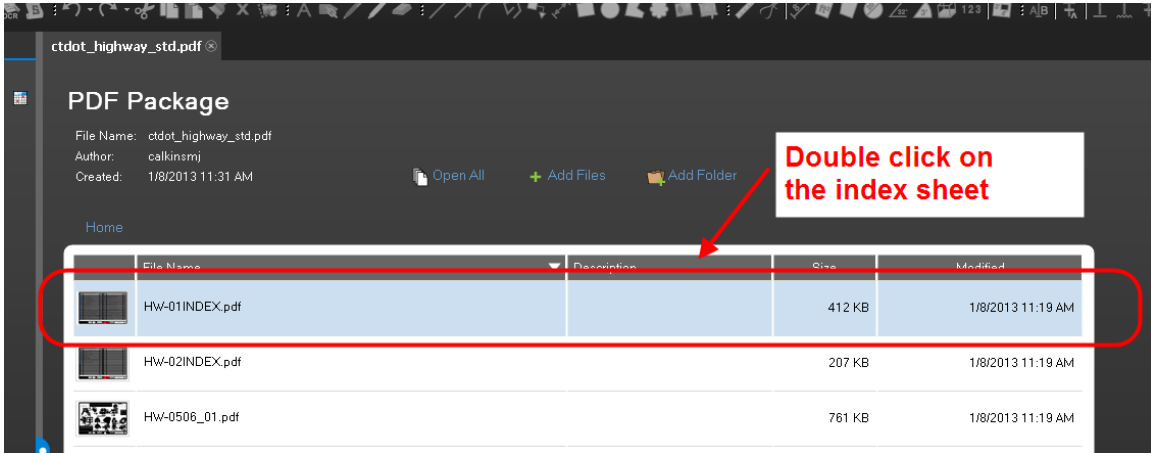 OCR
123
A|B
ctdot_highway_std.pdf
PDF Package
File Name: ctdot_highway_std.pdf
Author: calkinsmj
Created: 1/8/2013 11:31 AM
Open All Add Files Add Folder
Double click on
the index sheet
Home
File Name Description Size Modified
HW-01INDEX.pdf 412 KB 1/8/2013 11:19 AM
HW-02INDEX.pdf 207 KB 1/8/2013 11:19 AM
HW-0506_01.pdf 761 KB 1/8/2013 11:19 AM